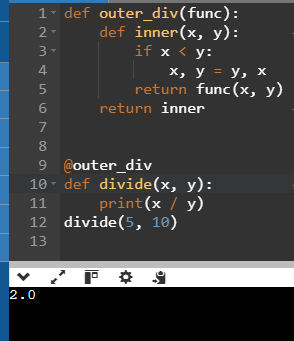 1 def outer_div(func):
2     def inner(x, y):
3         if x < y:
4             x, y = y, x
5         return func(x, y)
6     return inner
7
8
9 @outer_div
10 def divide(x, y):
11     print(x / y)
12 divide(5, 10)
13
2.0